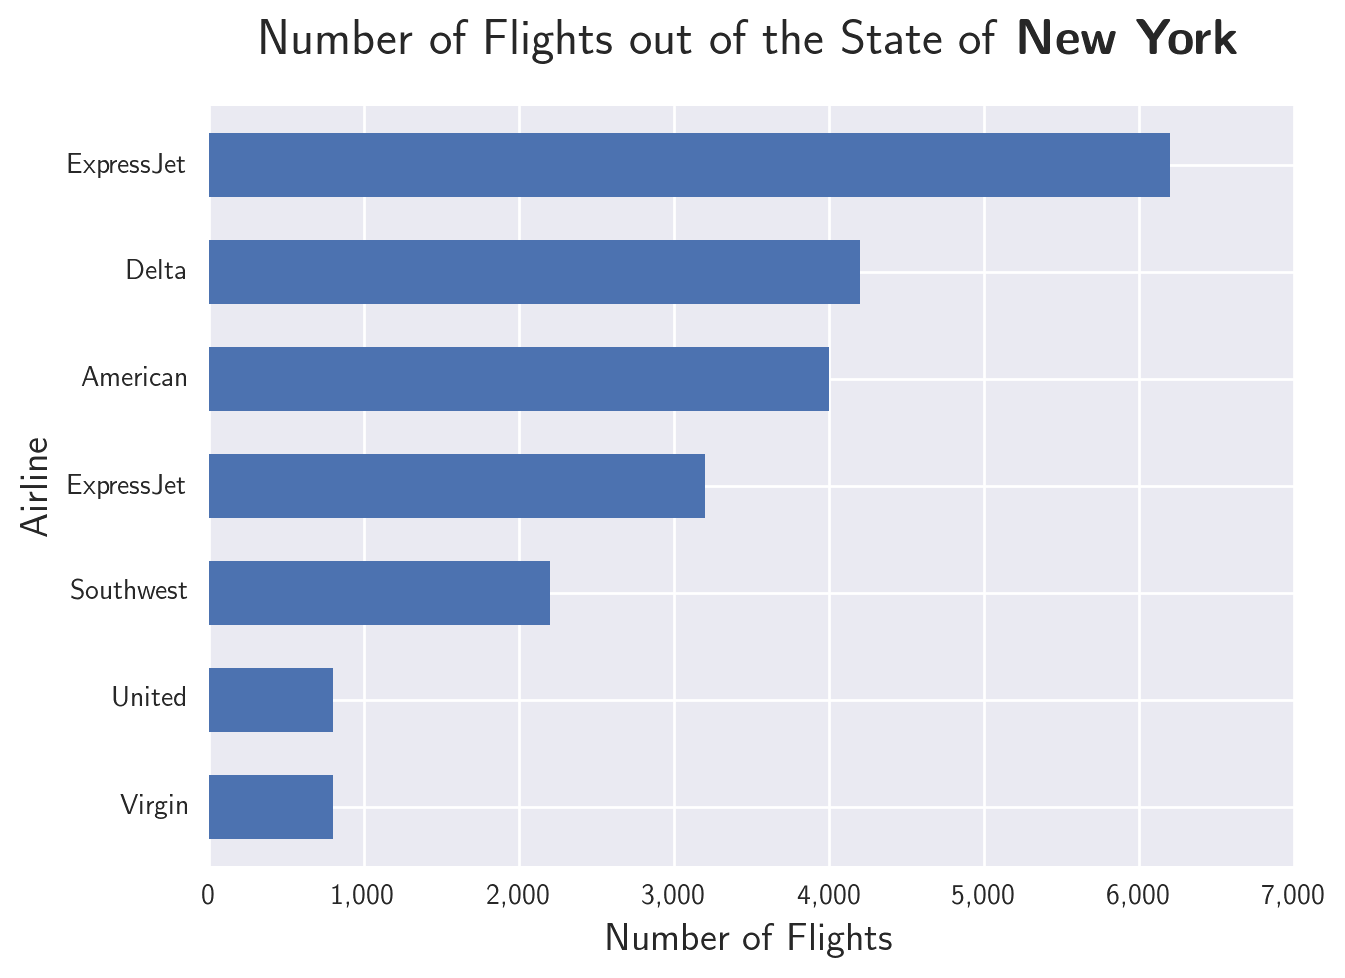 Number of Flights out of the State of New York
ExpressJet
Delta
American
ExpressJet
Southwest
United
Virgin
Airline
0 1,000 2,000 3,000 4,000 5,000 6,000 7,000
Number of Flights